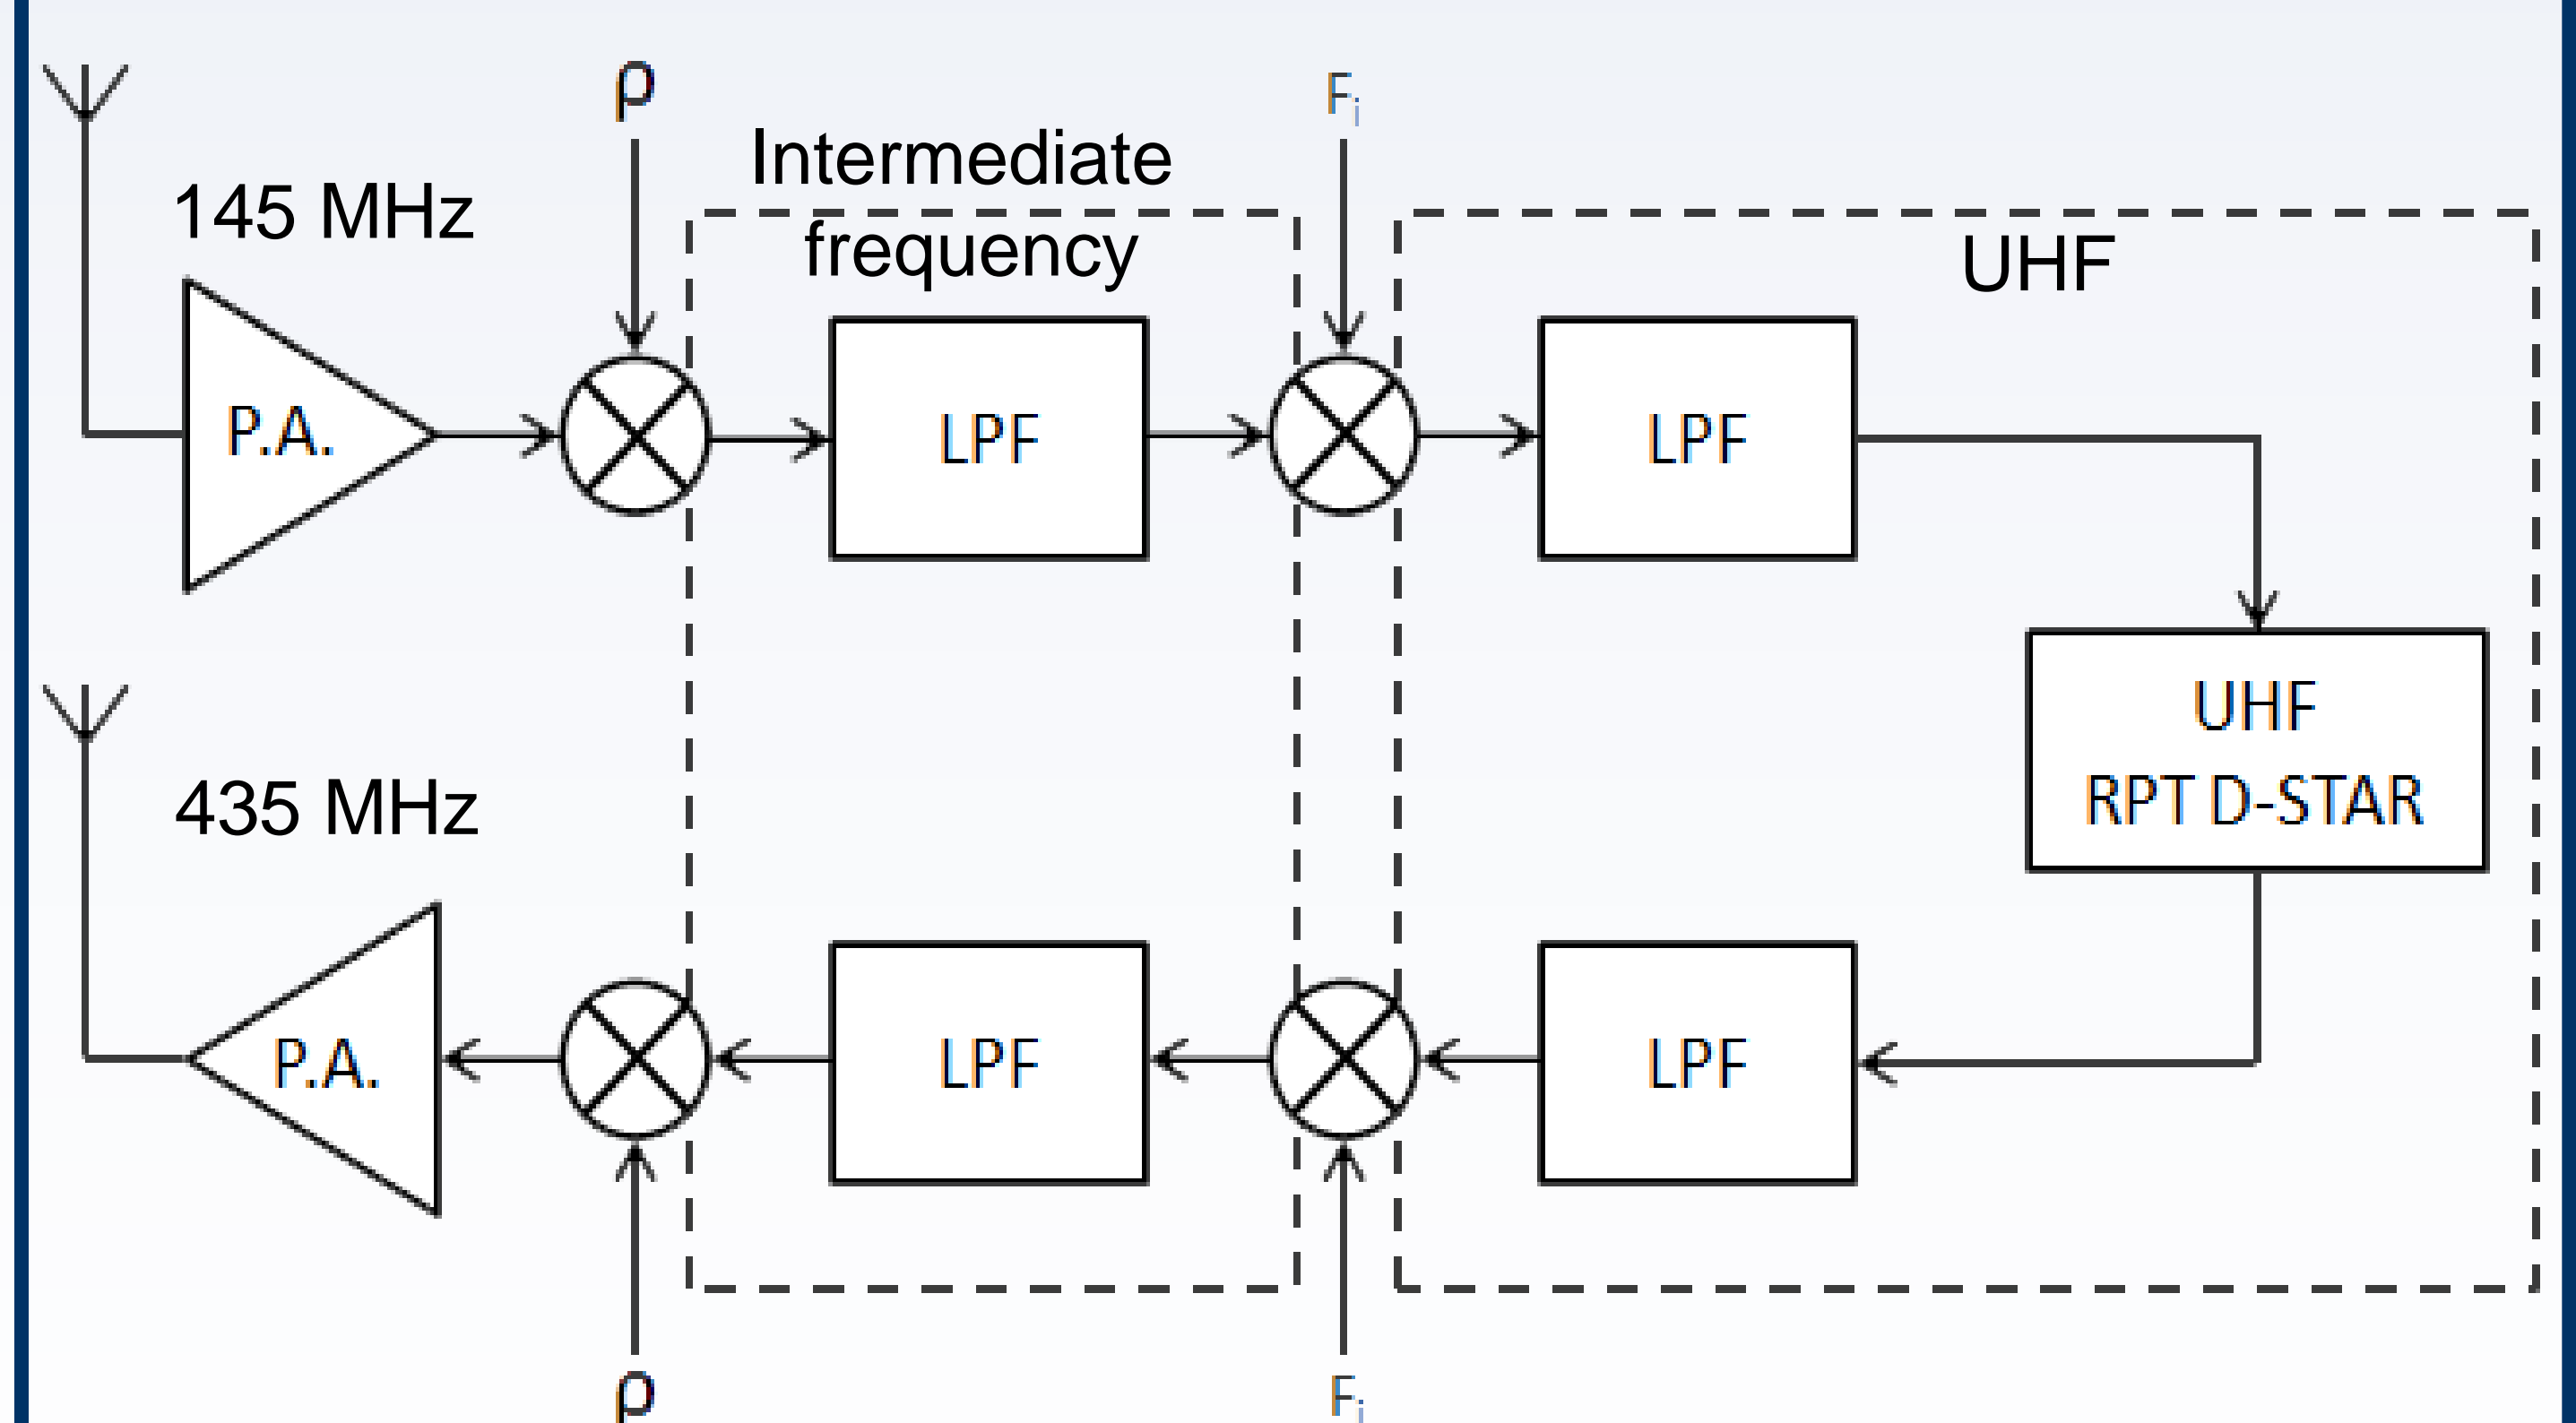 ρ
Fi
Intermediate
frequency
145 MHz
UHF
P.A.
LPF
LPF
UHF
RPT D-STAR
435 MHz
P.A.
LPF
LPF
ρ
Fi